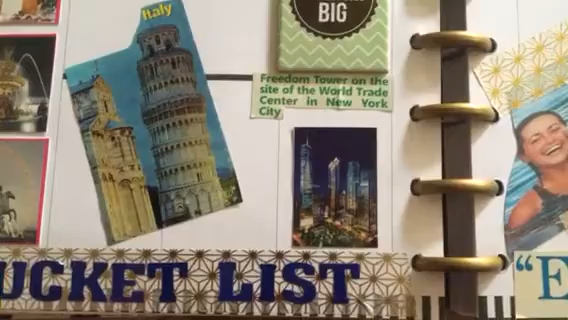 Italy
BIG
Freedom Tower on the
site of the World Trade
Center in New York
City
UCKET LIST
"E